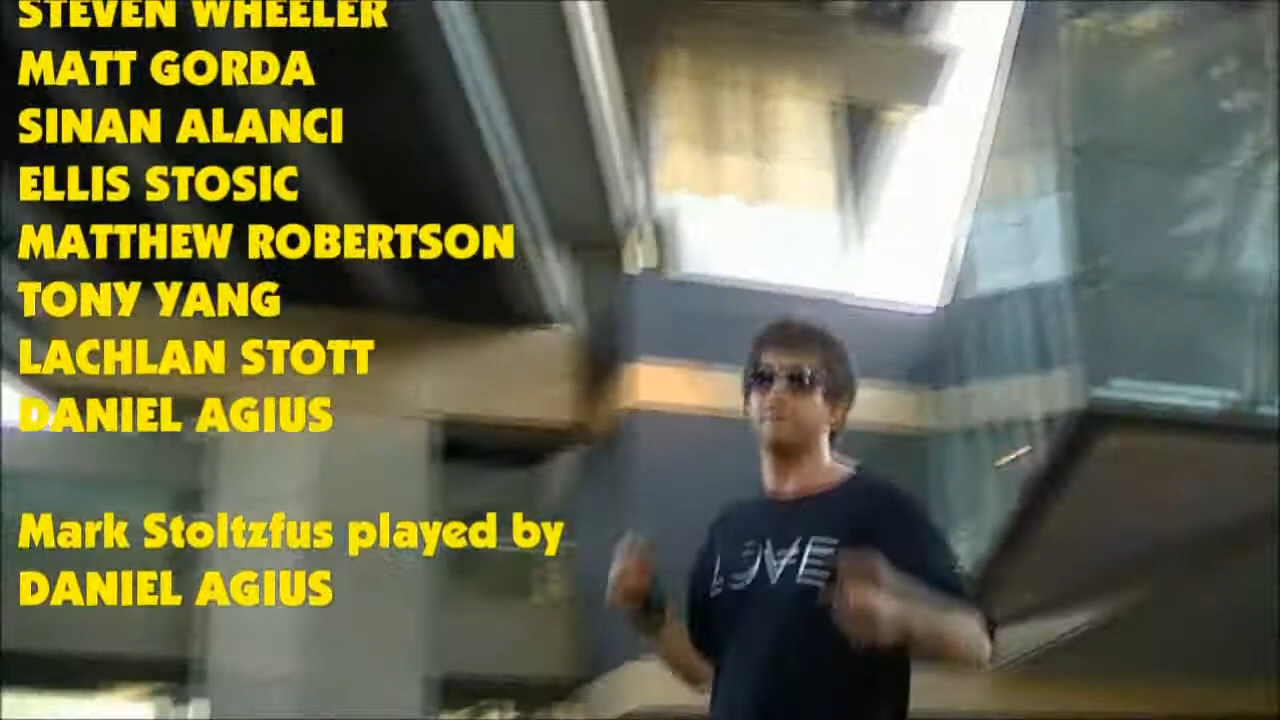 STEVEN WHEELER
MATT GORDA
SINAN ALANCI
ELLIS STOSIC
MATTHEW ROBERTSON
TONY YANG
LACHLAN STOTT
DANIEL AGIUS
Mark Stoltzfus played by
DANIEL AGIUS
LOVE